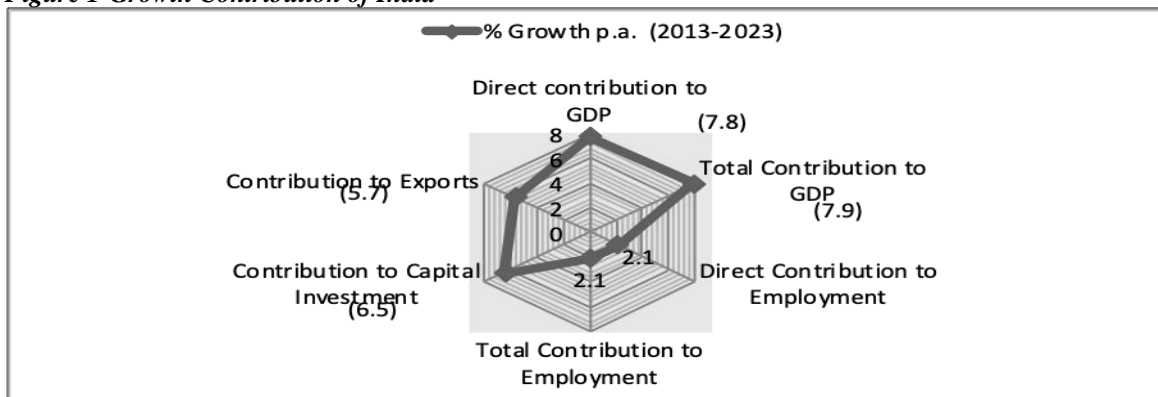 Figure 1 Growth Contribution of India
% Growth p.a. (2013-2023)
Direct contribution to
GDP
(7.8)
8
6
4
2
0
Total Contribution to
GDP
(7.9)
Direct Contribution to
Employment
2.1
Total Contribution to
Employment
2.1
Contribution to Capital
Investment
(6.5)
Contribution to Exports
(5.7)